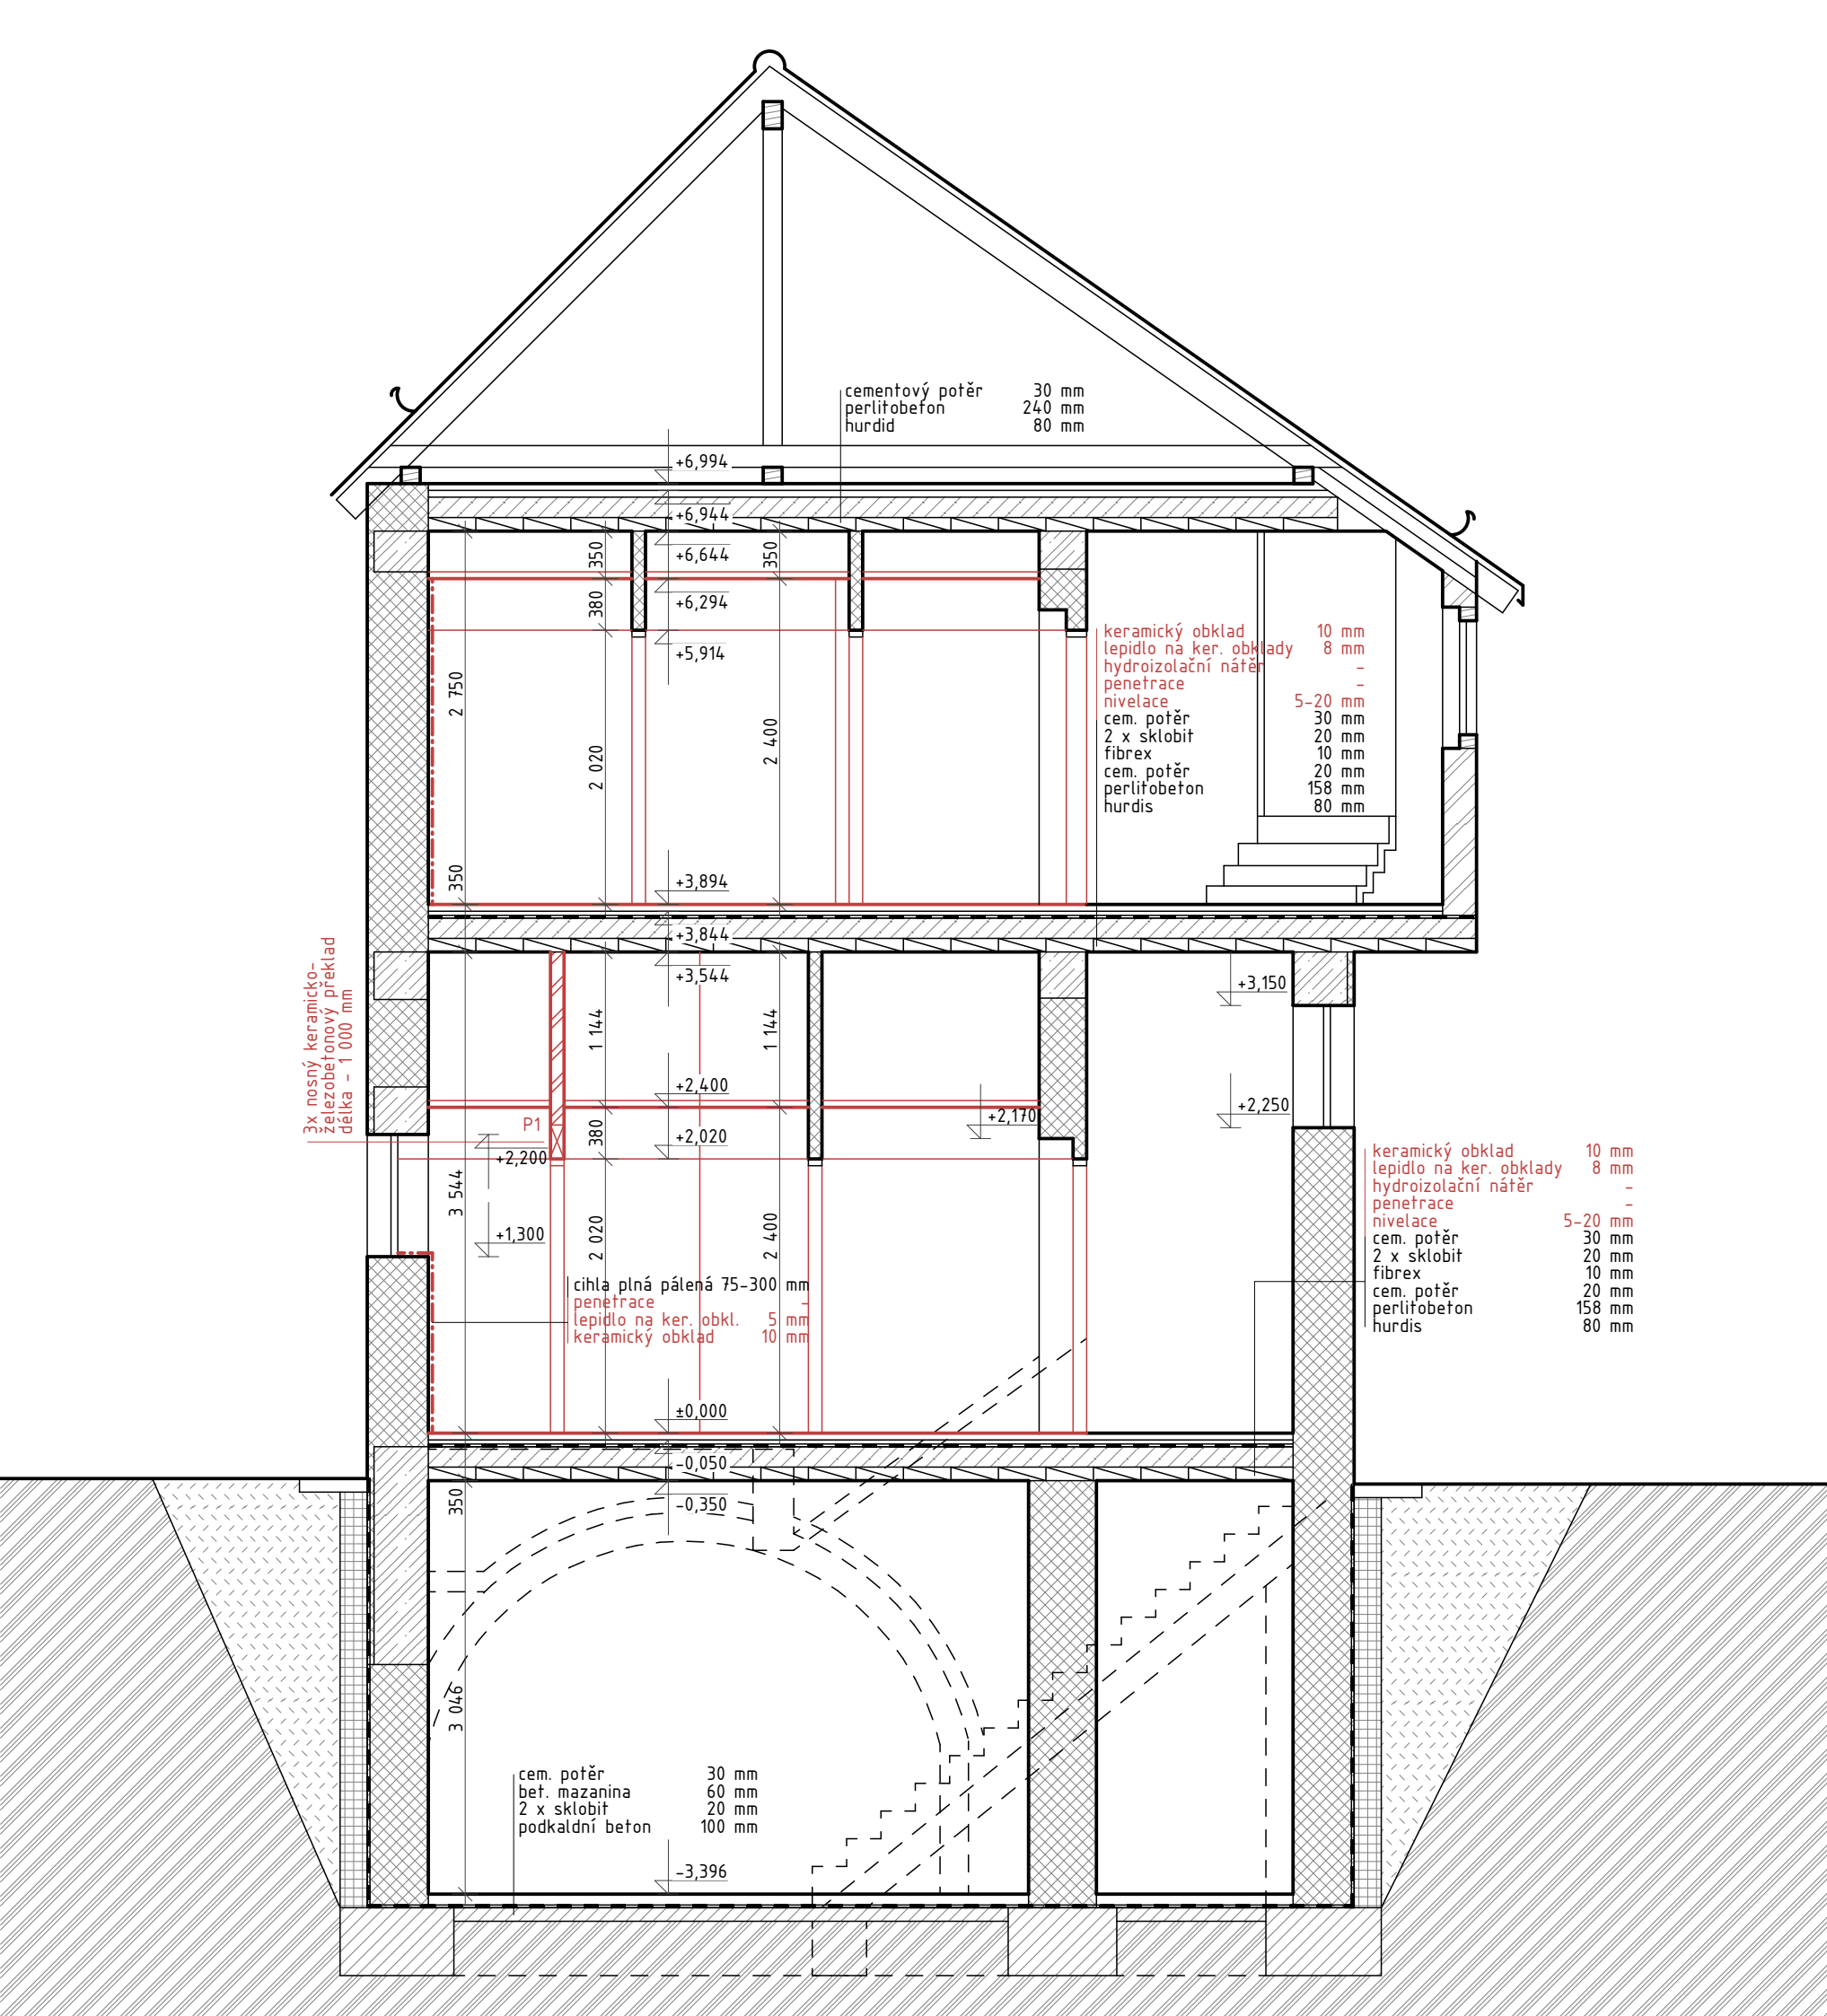 cementový potěr 30 mm
perlitobeton 240 mm
hurdid 80 mm
+6,994
+6,944
+6,644
+6,294
+5,914
350
380
2 020
350
2 400
2 750
350
keramický obklad 10 mm
lepidlo na ker. obklady 8 mm
hydroizolační nátěr -
penetrace -
nivelace 5-20 mm
cem. potěr 30 mm
2 x sklobit 20 mm
fibrex 10 mm
cem. potěr 20 mm
perlitobeton 158 mm
hurdis 80 mm
+3,894
+3,844
+3,544
3x nosný keramicko-
železobetonový překlad
délka - 1 000 mm
1 144
1 144
+3,150
+2,400
+2,170
+2,250
P1
380
+2,020
+2,200
3 544
2 020
2 400
+1,300
keramický obklad 10 mm
lepidlo na ker. obklady 8 mm
hydroizolační nátěr -
penetrace -
nivelace 5-20 mm
cem. potěr 30 mm
2 x sklobit 20 mm
fibrex 10 mm
cem. potěr 20 mm
perlitobeton 158 mm
hurdis 80 mm
cihla plná pálená 75-300 mm
penetrace -
lepidlo na ker. obkl. 5 mm
keramický obklad 10 mm
±0,000
-0,050
-0,350
350
3 046
cem. potěr 30 mm
bet. mazanina 60 mm
2 x sklobit 20 mm
podkaldní beton 100 mm
-3,396